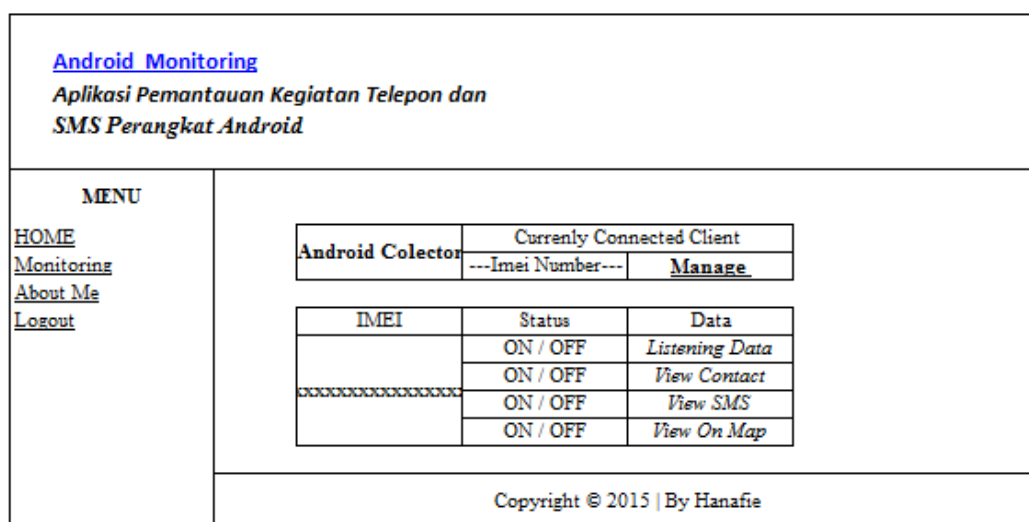 Android Monitoring
Aplikasi Pemantauan Kegiatan Telepon dan
SMS Perangkat Android
MENU
HOME
Monitoring
About Me
Logout
Android Colector
Currenly Connected Client
---Imei Number---
Manage
IMEI Status Data
xxxxxxxxxxxxxxxx
ON / OFF Listening Data
ON / OFF View Contact
ON / OFF View SMS
ON / OFF View On Map
Copyright © 2015 | By Hanafie